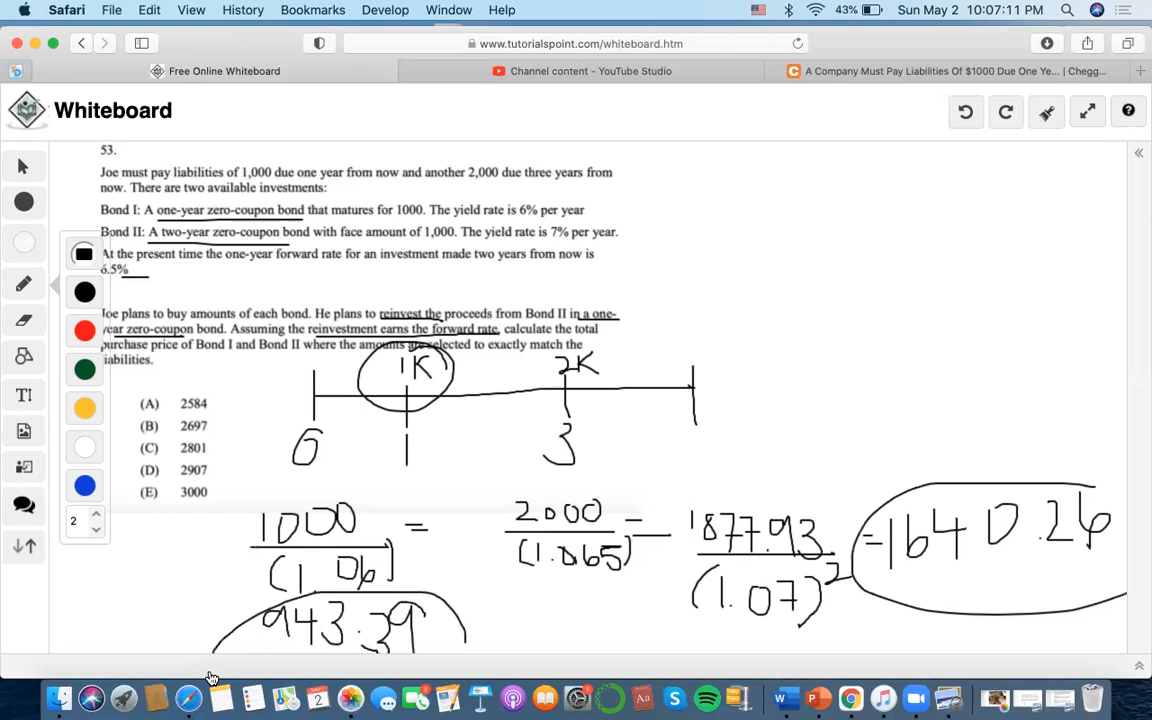 Safari File Edit View History Bookmarks Develop Window Help 43% Sun May 2 10:07:11 PM
www.tutorialspoint.com/whiteboard.htm
Free Online Whiteboard Channel content - YouTube Studio A Company Must Pay Liabilities Of $1000 Due One Ye... | Chegg....
Whiteboard
53.
Joe must pay liabilities of 1,000 due one year from now and another 2,000 due three years from
now. There are two available investments:
Bond I: A one-year zero-coupon bond that matures for 1000. The yield rate is 6% per year
Bond II: A two-year zero-coupon bond with face amount of 1,000. The yield rate is 7% per year.
At the present time the one-year forward rate for an investment made two years from now is
6.5%
Joe plans to buy amounts of each bond. He plans to reinvest the proceeds from Bond II in a one-
year zero-coupon bond. Assuming the reinvestment earns the forward rate, calculate the total
purchase price of Bond I and Bond II where the amounts are selected to exactly match the
liabilities.
1K 2K
0 1 3
(A) 2584
(B) 2697
(C) 2801
(D) 2907
(E) 3000
2
1000 = 2000 = 1877.93 =1640.26
(1.06) (1.065) (1.07)2
943.39